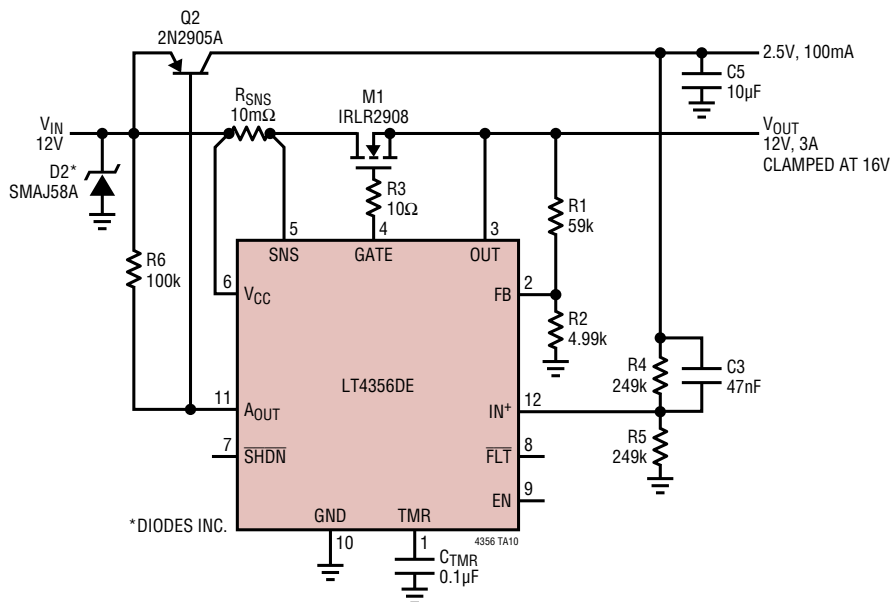 Q2
2N2905A
2.5V, 100mA
C5
10µF
VIN
12V
RSNS
10mΩ
M1
IRLR2908
VOUT
12V, 3A
CLAMPED AT 16V
D2*
SMAJ58A
R3
10Ω
R1
59k
5
4
3
SNS
GATE
OUT
R6
100k
6
VCC
FB
2
R2
4.99k
LT4356DE
R4
249k
C3
47nF
11
AOUT
IN+
12
R5
249k
7
SHDN
FLT
8
EN
9
*DIODES INC.
GND
TMR
10
1
4356 TA10
CTMR
0.1µF